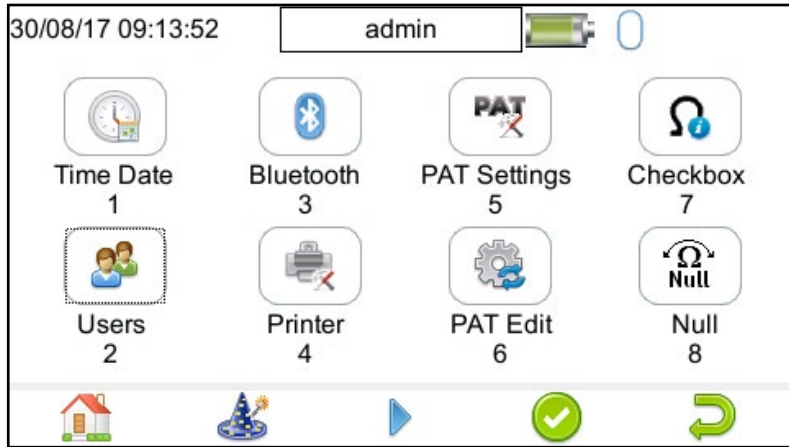 30/08/17 09:13:52 admin
PAT
Time Date Bluetooth PAT Settings Checkbox
1 3 5 7
Ω Null
Users Printer PAT Edit Null
2 4 6 8